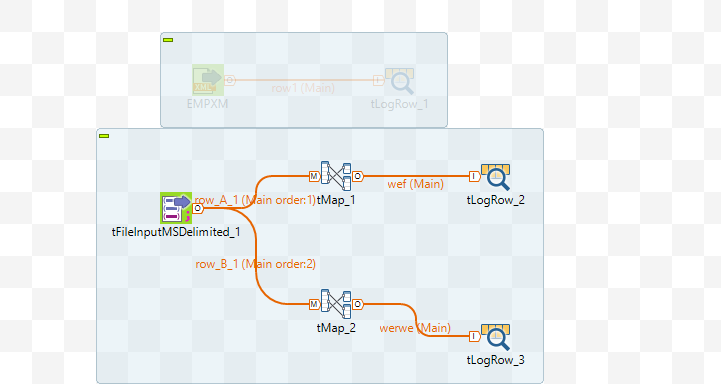 row1 (Main)
EMPXM
tLogRow_1
row_A_1 (Main order:1)
tMap_1
wef (Main)
tLogRow_2
tFileInputMSDelimited_1
row_B_1 (Main order:2)
tMap_2
werwe (Main)
tLogRow_3